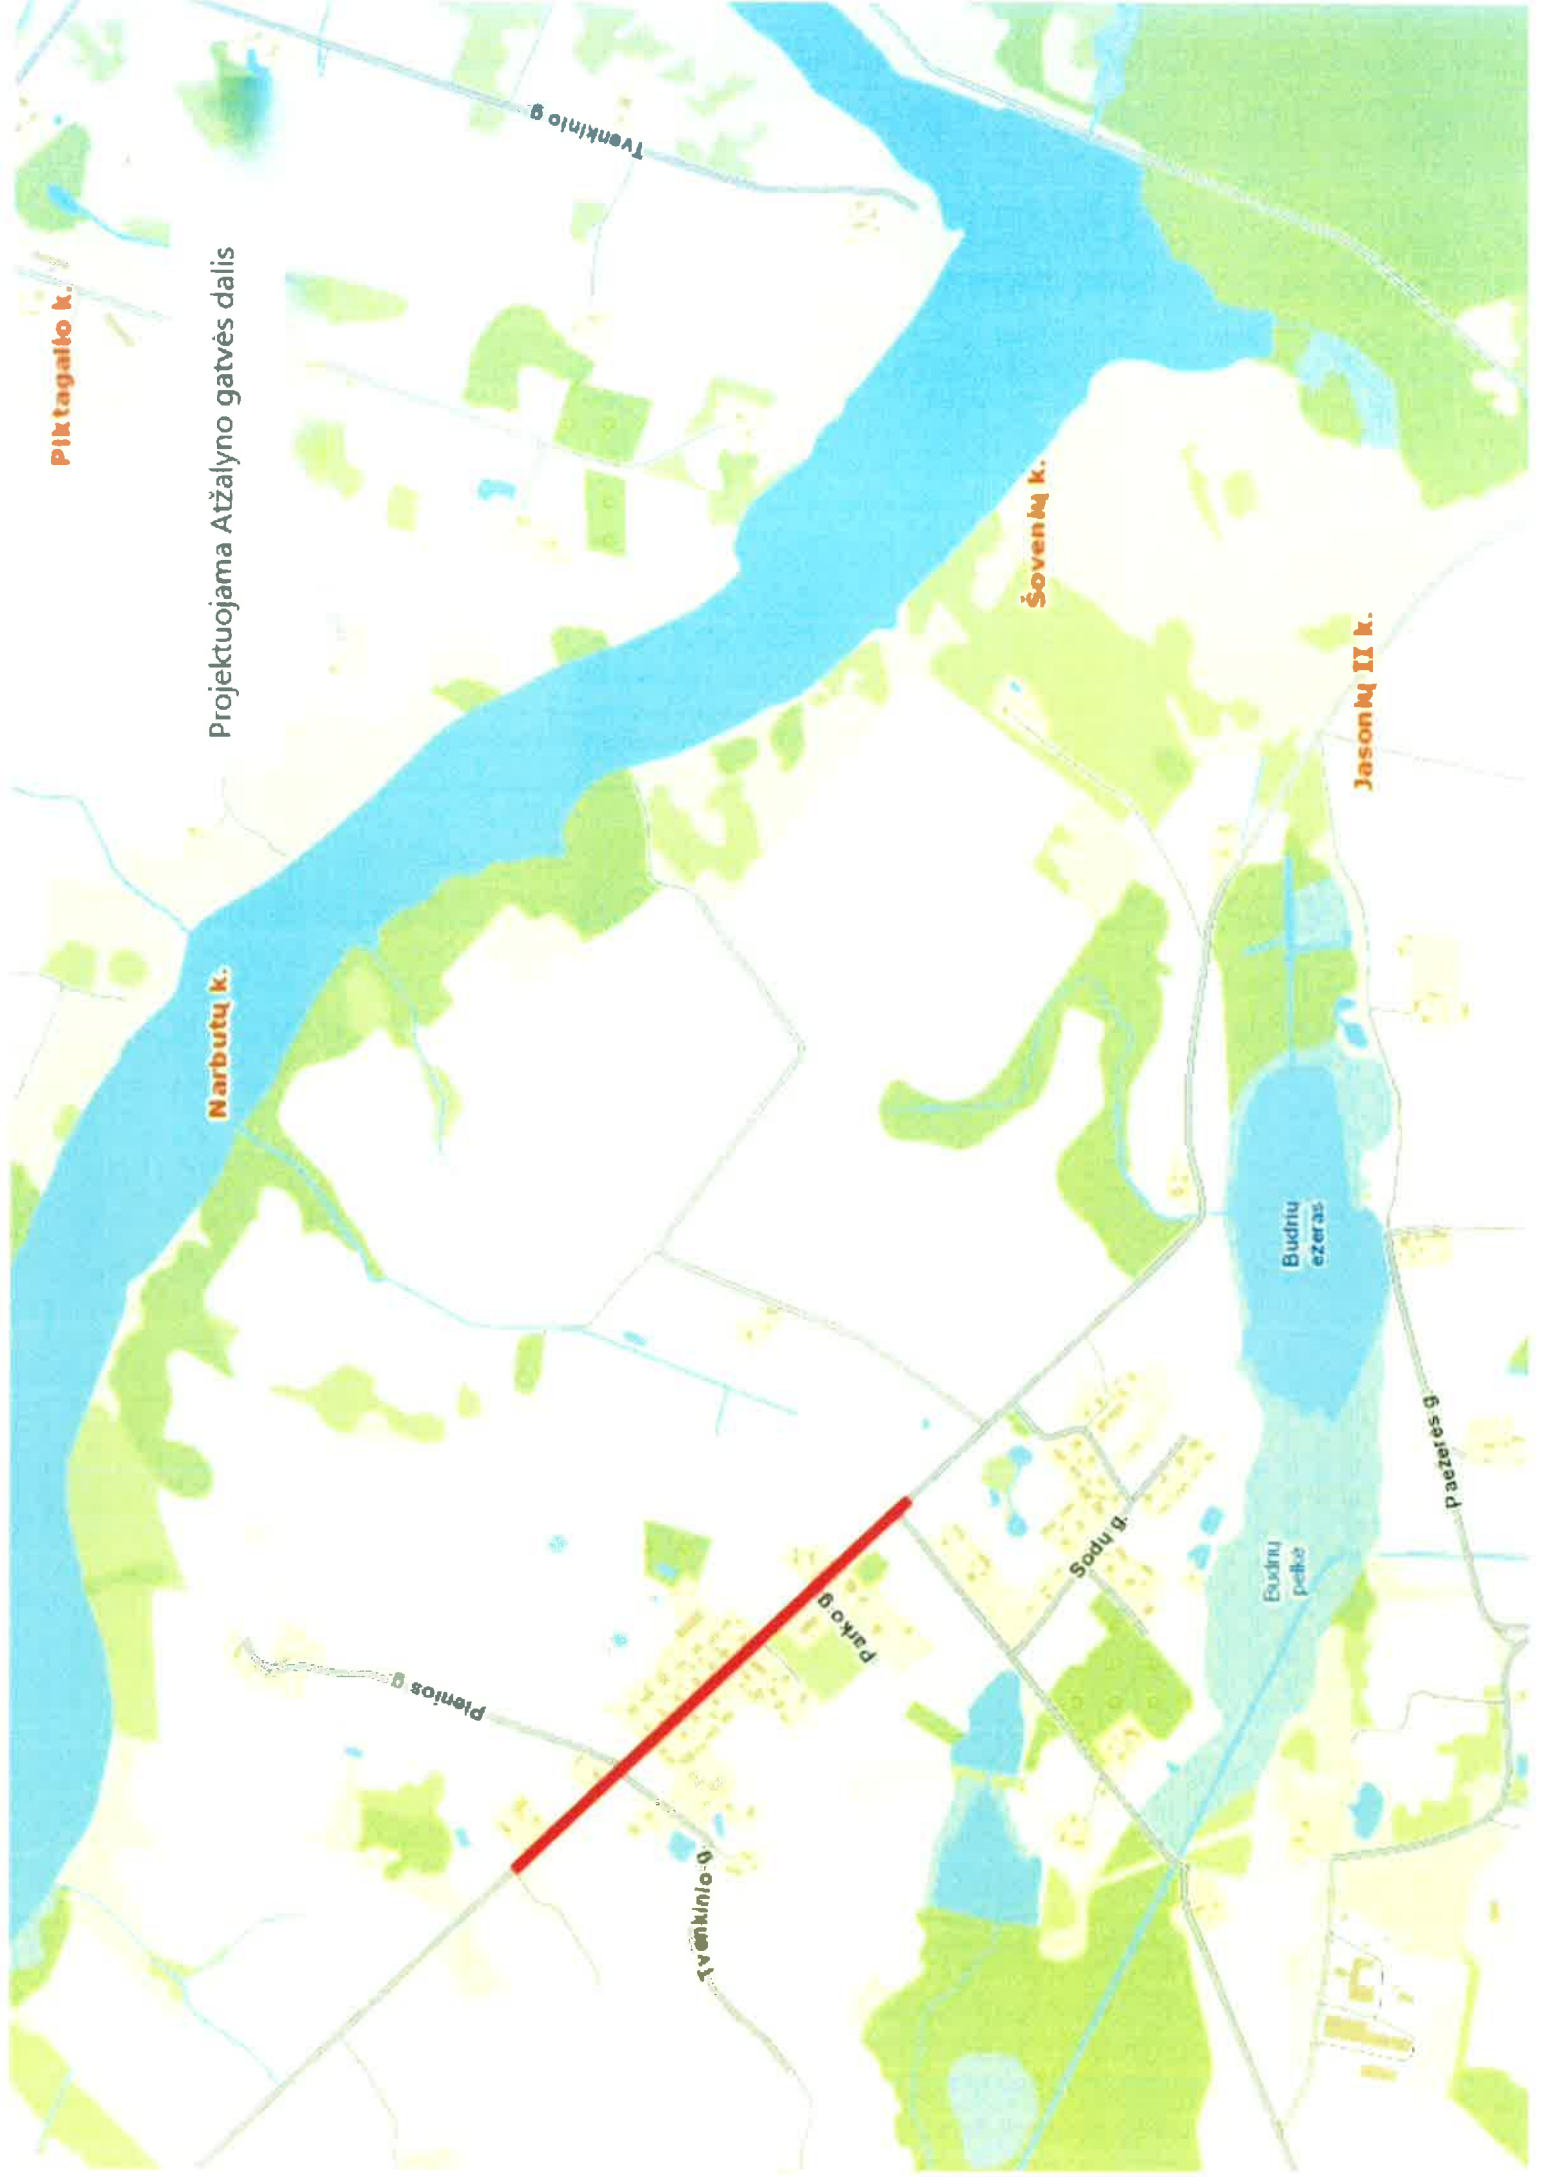 Piktagalio k.
Projektuojama Atžalyno gatvės dalis
Tvenkinio g
Narbutų k.
Šovenių k.
Jasonių II k.
Pienios g
Parko g
Tvenkinio g
Sodų g.
Budrių
ežeras
Budrių
pelkė
Paežerės g